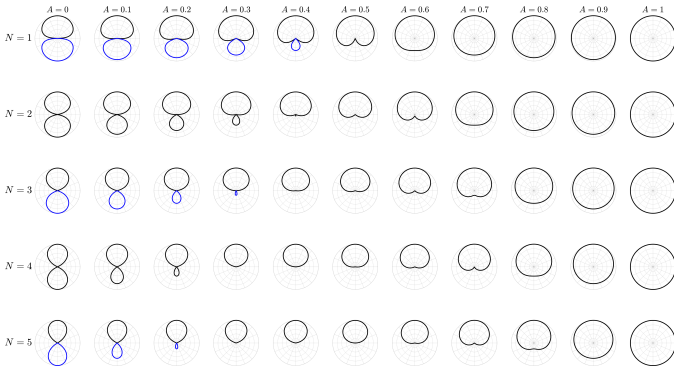 A = 0 A = 0.1 A = 0.2 A = 0.3 A = 0.4 A = 0.5 A = 0.6 A = 0.7 A = 0.8 A = 0.9 A = 1
N = 1
N = 2
N = 3
N = 4
N = 5